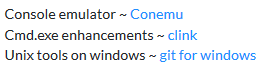 Console emulator ~ Conemu
Cmd.exe enhancements ~ clink
Unix tools on windows ~ git for windows